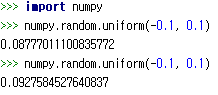 >>> import numpy
>>> numpy.random.uniform(-0.1, 0.1)
0.08777011100835772
>>> numpy.random.uniform(-0.1, 0.1)
0.0927584527640837